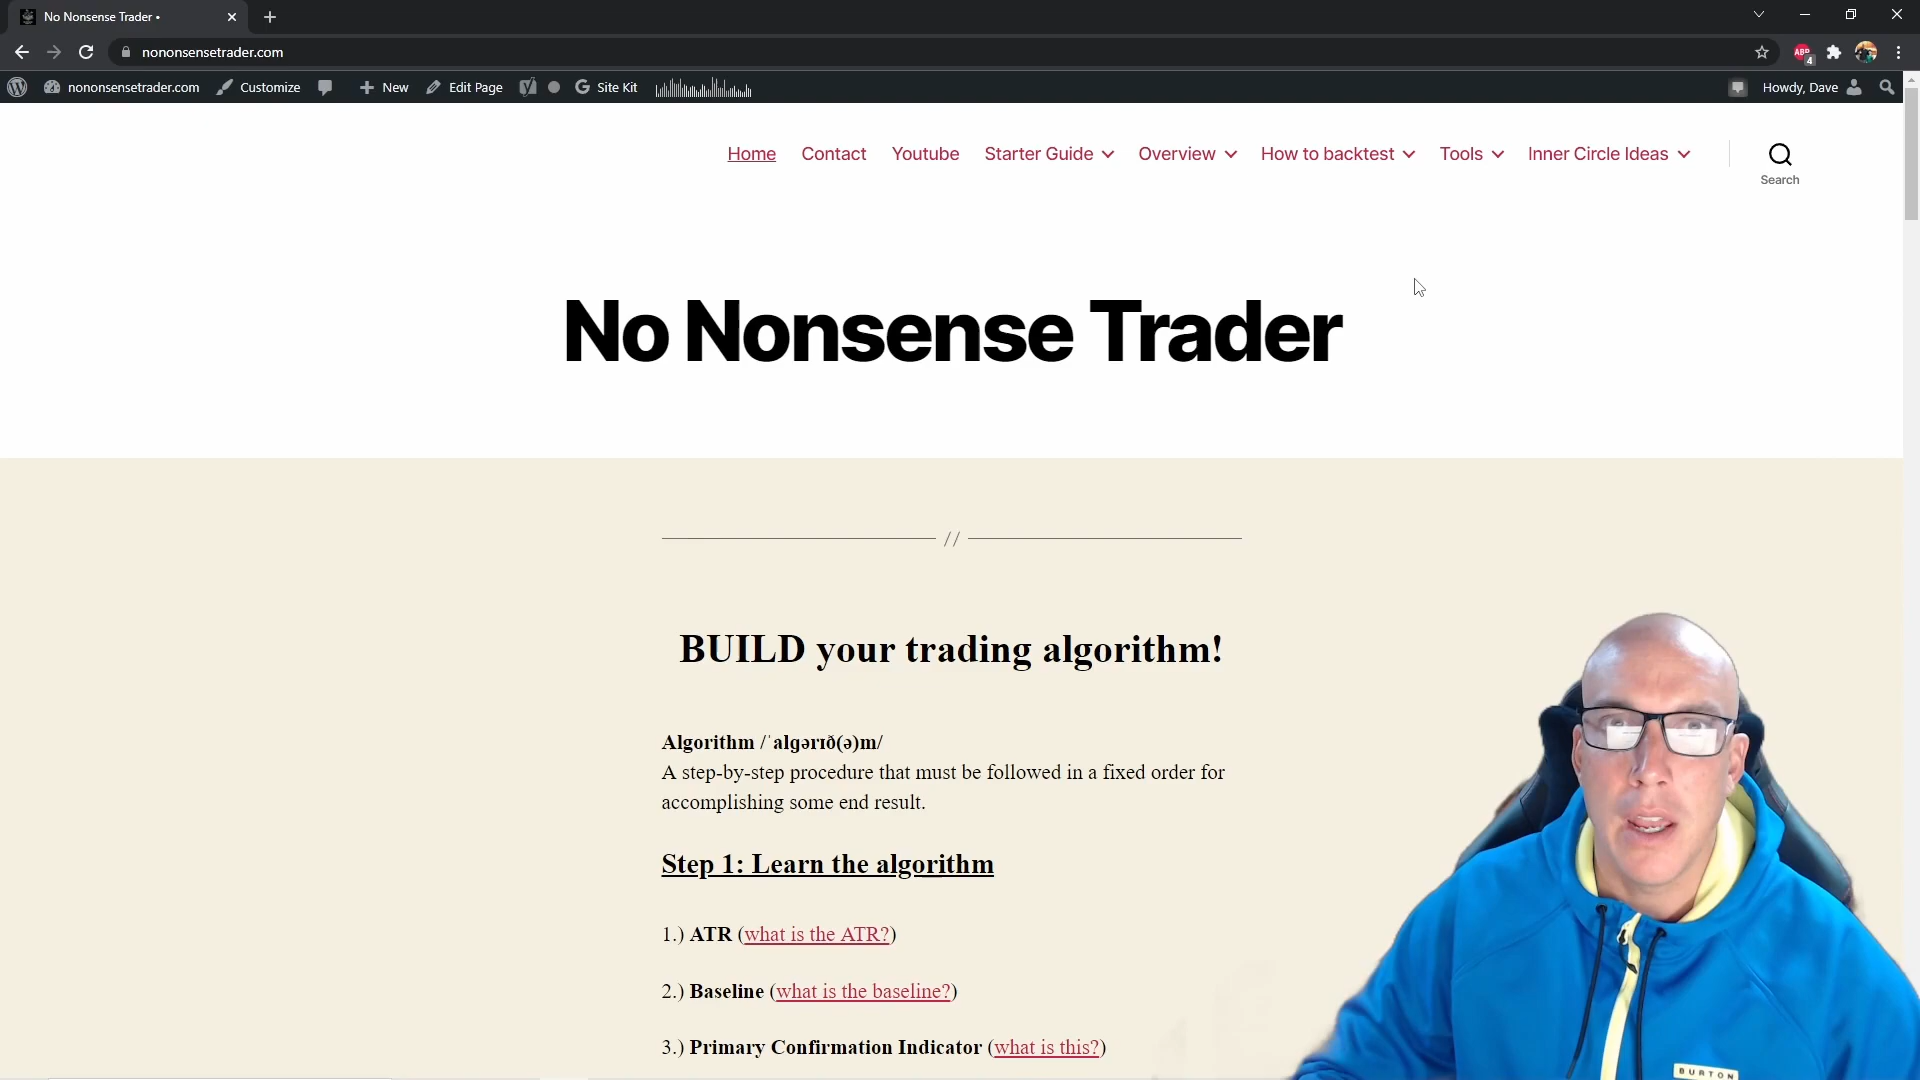 No Nonsense Trader •
nononsensetrader.com
ABP
4
nononsensetrader.com
Customize
New
Edit Page
Site Kit
Howdy, Dave
Home
Contact
Youtube
Starter Guide
Overview
How to backtest
Tools
Inner Circle Ideas
Search
No Nonsense Trader
//
BUILD your trading algorithm!
Algorithm /ˈalɡərɪð(ə)m/
A step-by-step procedure that must be followed in a fixed order for
accomplishing some end result.
Step 1: Learn the algorithm
1.) ATR (what is the ATR?)
2.) Baseline (what is the baseline?)
3.) Primary Confirmation Indicator (what is this?)
BURTON